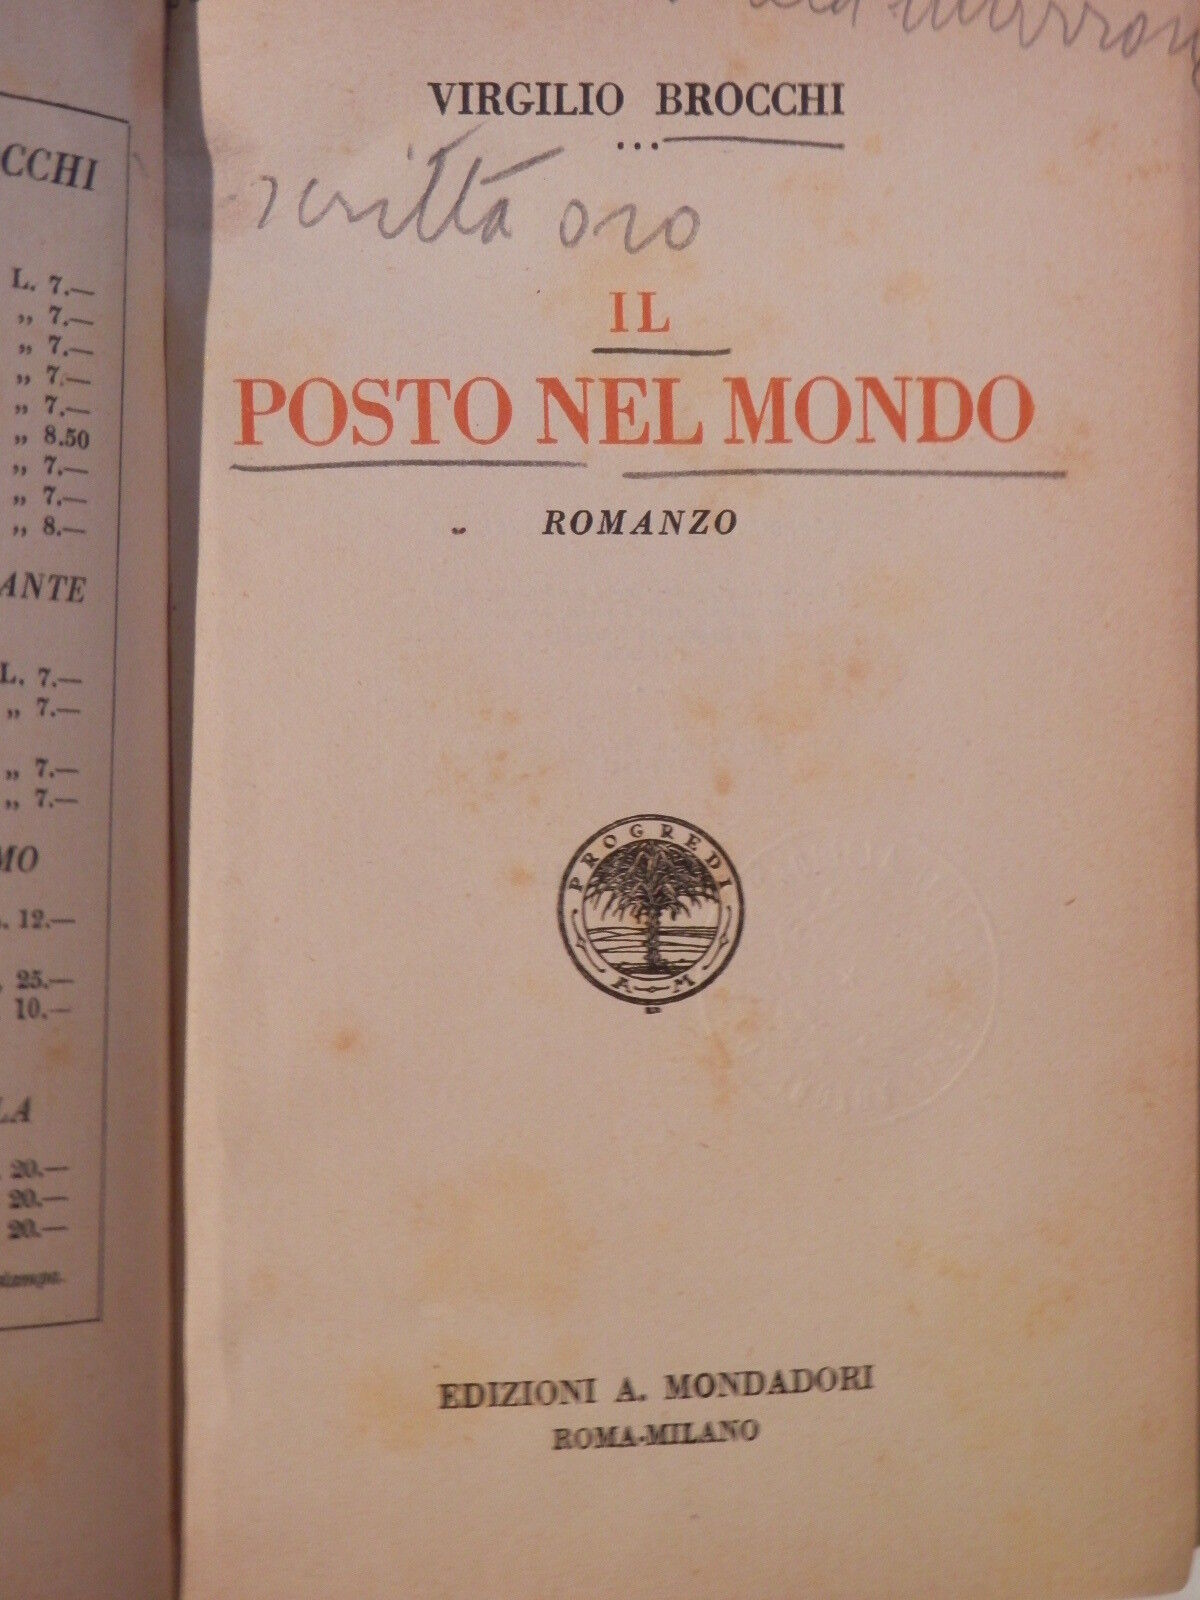 OCCHI
L. 7.—
„ 7.—
„ 7.—
„ 7.—
„ 7.—
„ 8.50
„ 7.—
„ 7.—
„ 8.—
ANTE
L. 7.—
„ 7.—
„ 7.—
„ 7.—
MO
12.—
25.—
10.—
LA
20.—
20.—
20.—
VIRGILIO BROCCHI
...
scritta oro
IL
POSTO NEL MONDO
ROMANZO
PROGREDI
A M
EDIZIONI A. MONDADORI
ROMA-MILANO